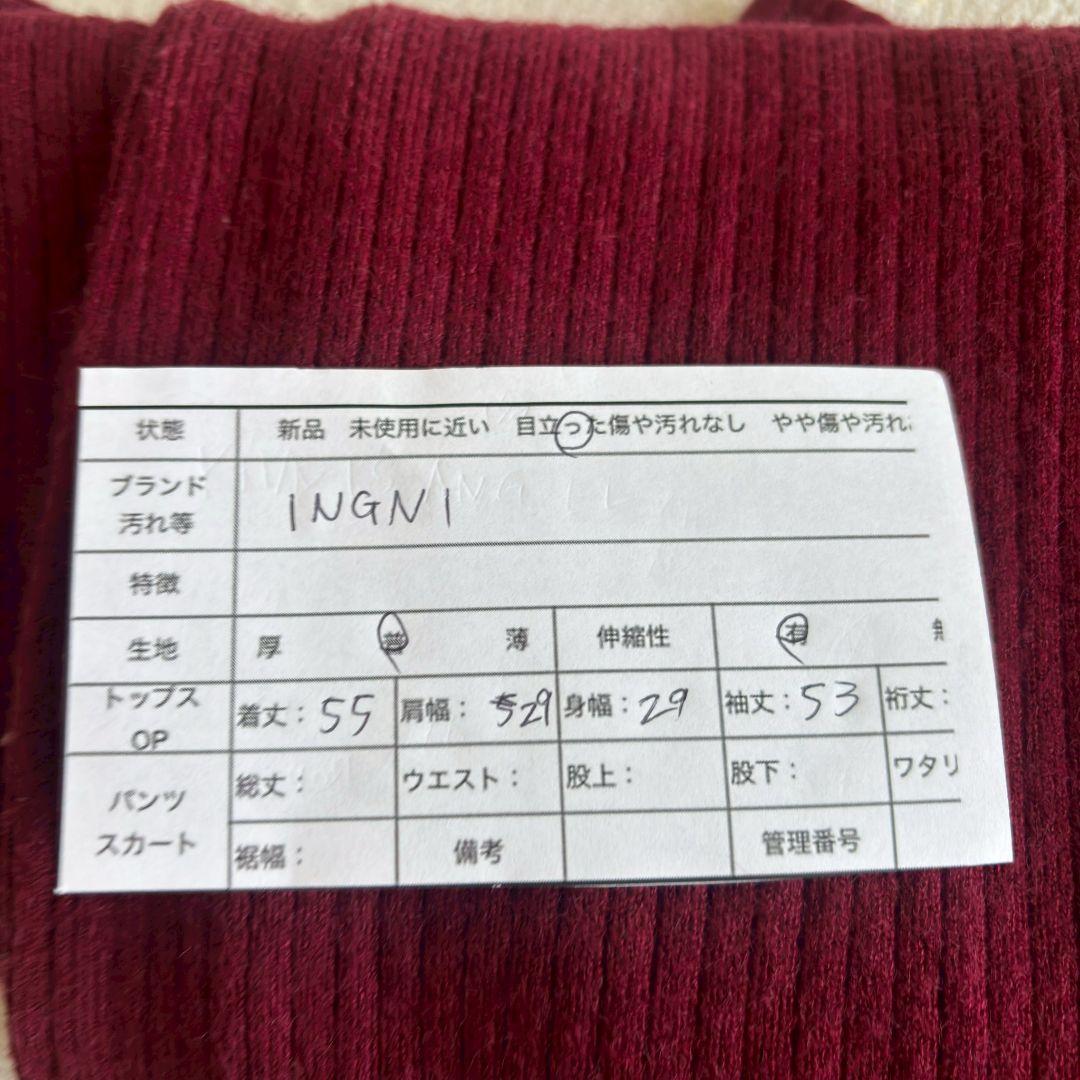 状態 新品 未使用に近い 目立った傷や汚れなし やや傷や汚れ
ブランド
汚れ等 INGNI
特徴
生地 厚 普 薄 伸縮性 有
トップス
OP 着丈：55 肩幅：29 身幅：29 袖丈：53 裄丈：
パンツ
スカート
総丈： ウエスト： 股上： 股下： ワタリ
裾幅： 備考 管理番号